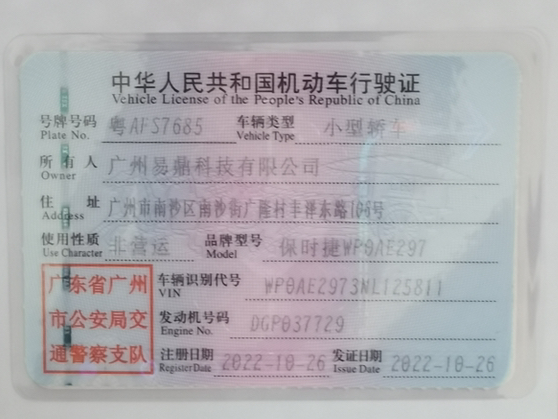 中华人民共和国机动车行驶证
Vehicle License of the People's Republic of China
号牌号码 粤AFS7685 车辆类型 小型轿车
Plate No. Vehicle Type
所有人 广州易鼎科技有限公司
Owner
住址 广州市南沙区南沙街广隆村丰祥东路166号
Address
使用性质 非营运 品牌型号 保时捷WP0AE297
Use Character Model
广东省广州
市公安局交
通警察支队
车辆识别代号 WP0AE2973NL125811
VIN
发动机号码 DGP037729
Engine No.
注册日期 2022-10-26 发证日期 2022-10-26
Register Date Issue Date